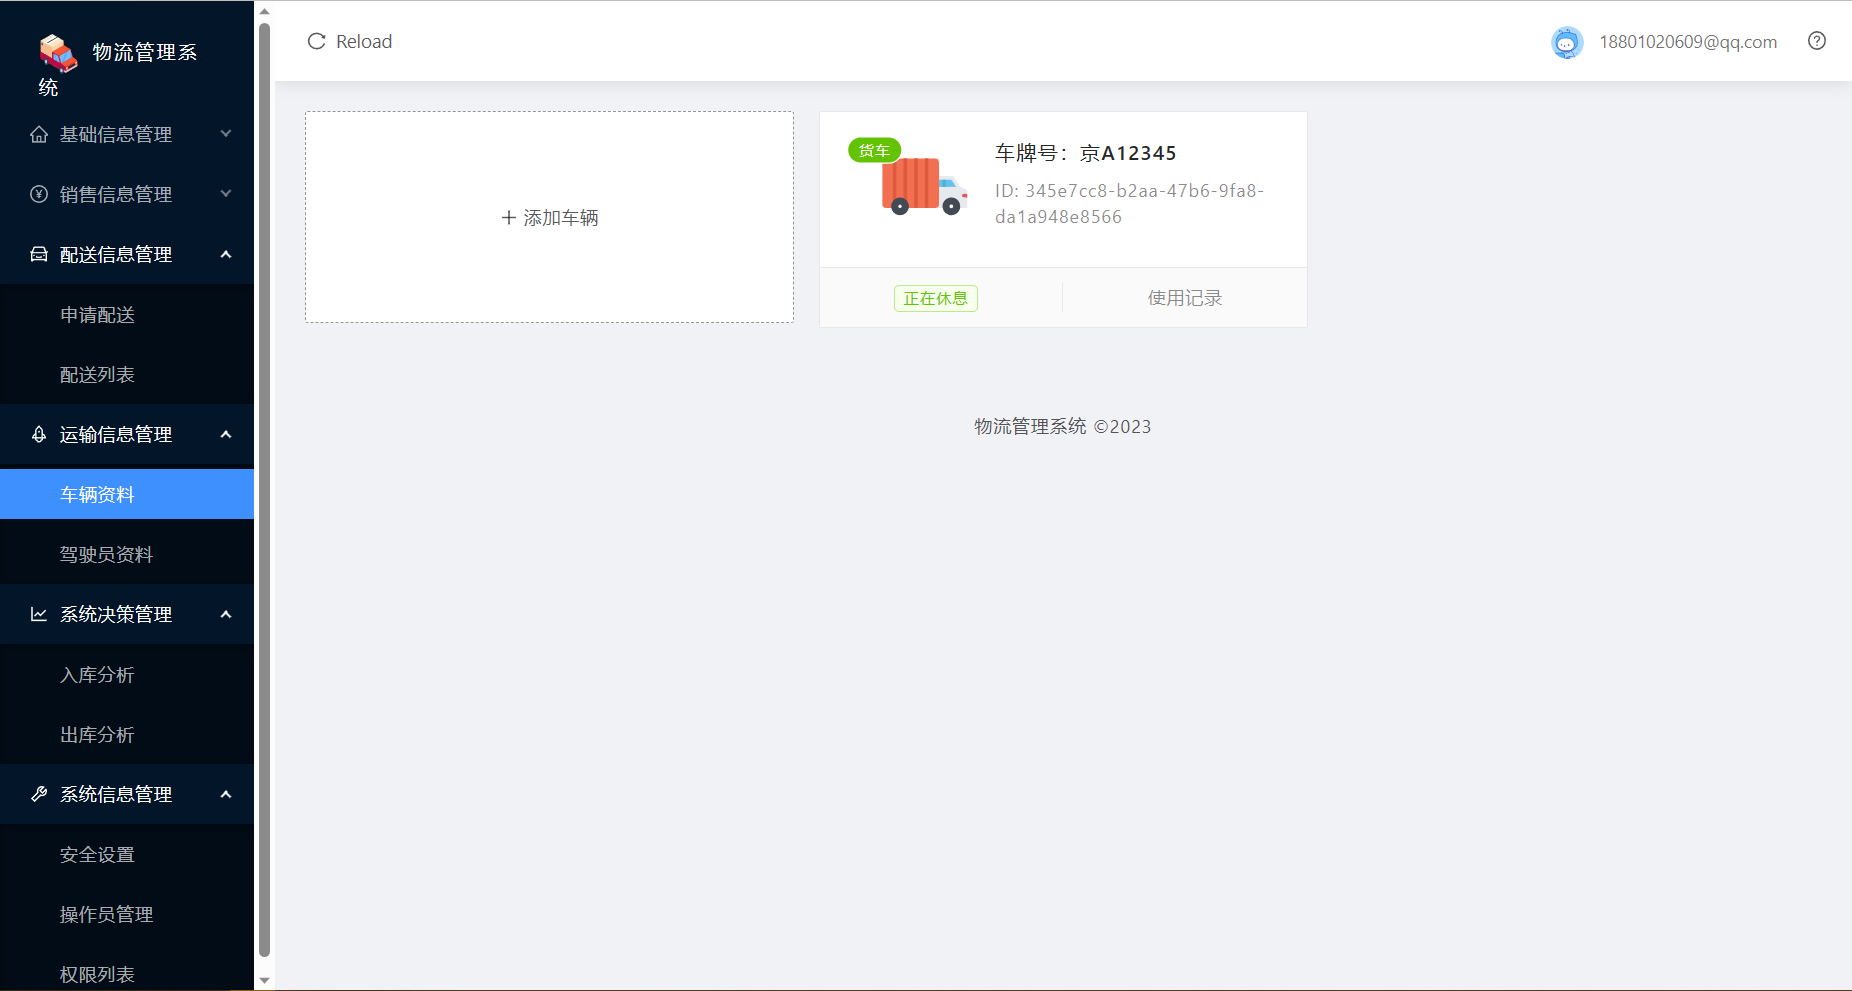 物流管理系
统
基础信息管理
销售信息管理
配送信息管理
申请配送
配送列表
运输信息管理
车辆资料
驾驶员资料
系统决策管理
入库分析
出库分析
系统信息管理
安全设置
操作员管理
权限列表
Reload
18801020609@qq.com
添加车辆
货车
车牌号：京A12345
ID: 345e7cc8-b2aa-47b6-9fa8-
da1a948e8566
正在休息
使用记录
物流管理系统 ©2023